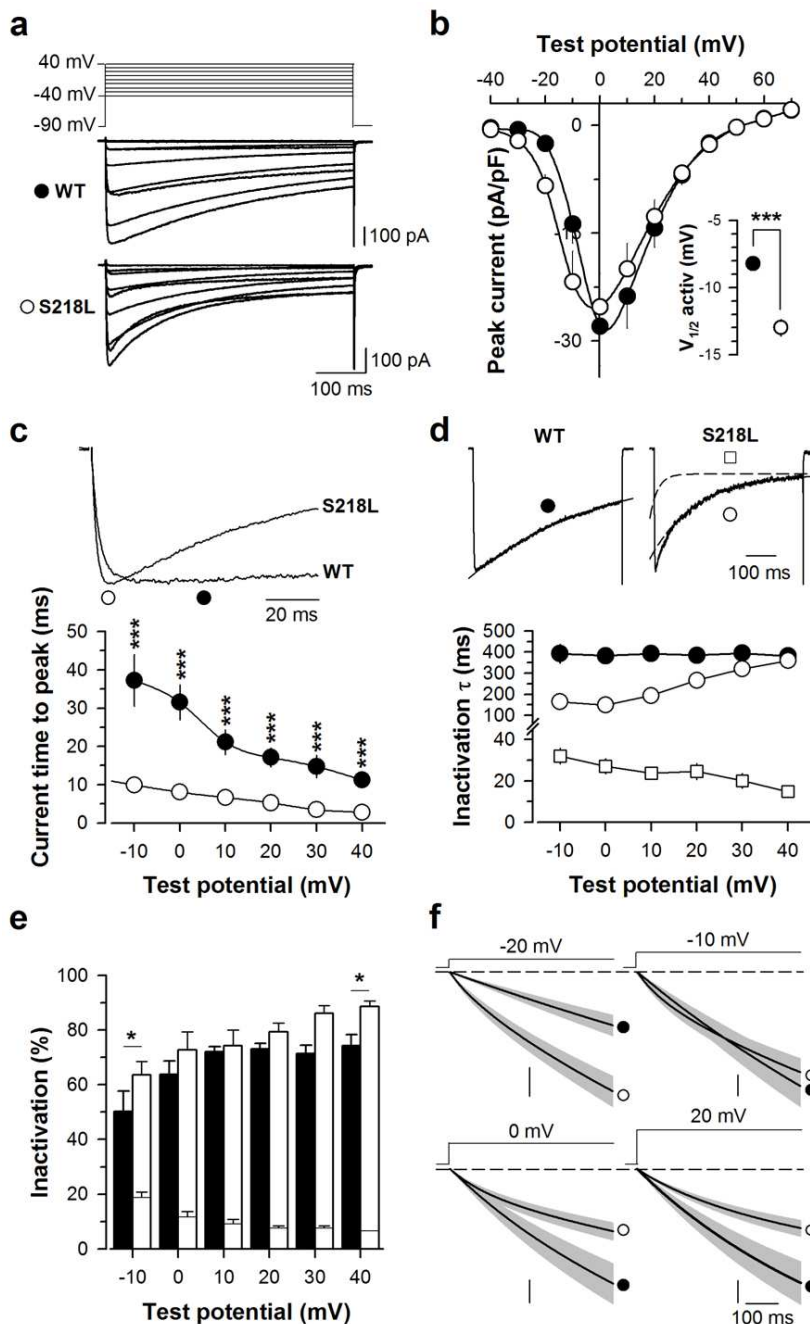 a
40 mV
-40 mV
-90 mV
WT
100 pA
S218L
100 pA
100 ms
b
Test potential (mV)
-40 -20 0 20 40 60
0
-30
Peak current (pA/pF)
-5
-10
-15
V1/2 activ (mV)
***
c
S218L
WT
20 ms
50
40
30
20
10
0
Current time to peak (ms)
*** *** *** *** *** ***
-10 0 10 20 30 40
Test potential (mV)
d
WT
S218L
100 ms
500
400
300
200
100
40
20
0
Inactivation τ (ms)
-10 0 10 20 30 40
Test potential (mV)
e
100
80
60
40
20
0
Inactivation (%)
* *
-10 0 10 20 30 40
Test potential (mV)
f
-20 mV
-10 mV
0 mV
20 mV
100 ms